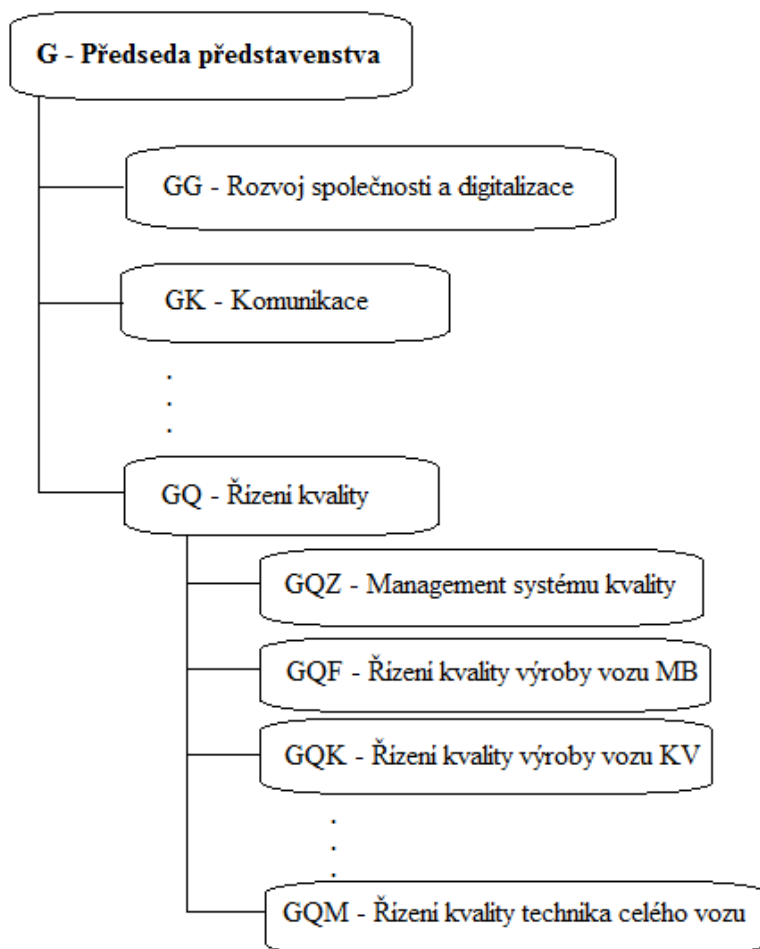 G - Předseda představenstva
GG - Rozvoj společnosti a digitalizace
GK - Komunikace
.
.
.
GQ - Řízení kvality
GQZ - Management systému kvality
GQF - Řízení kvality výroby vozu MB
GQK - Řízení kvality výroby vozu KV
.
.
.
GQM - Řízení kvality technika celého vozu